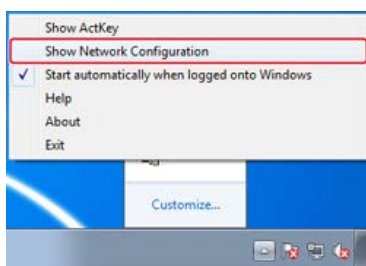 Show ActKey
Show Network Configuration
Start automatically when logged onto Windows
Help
About
Exit
Customize...